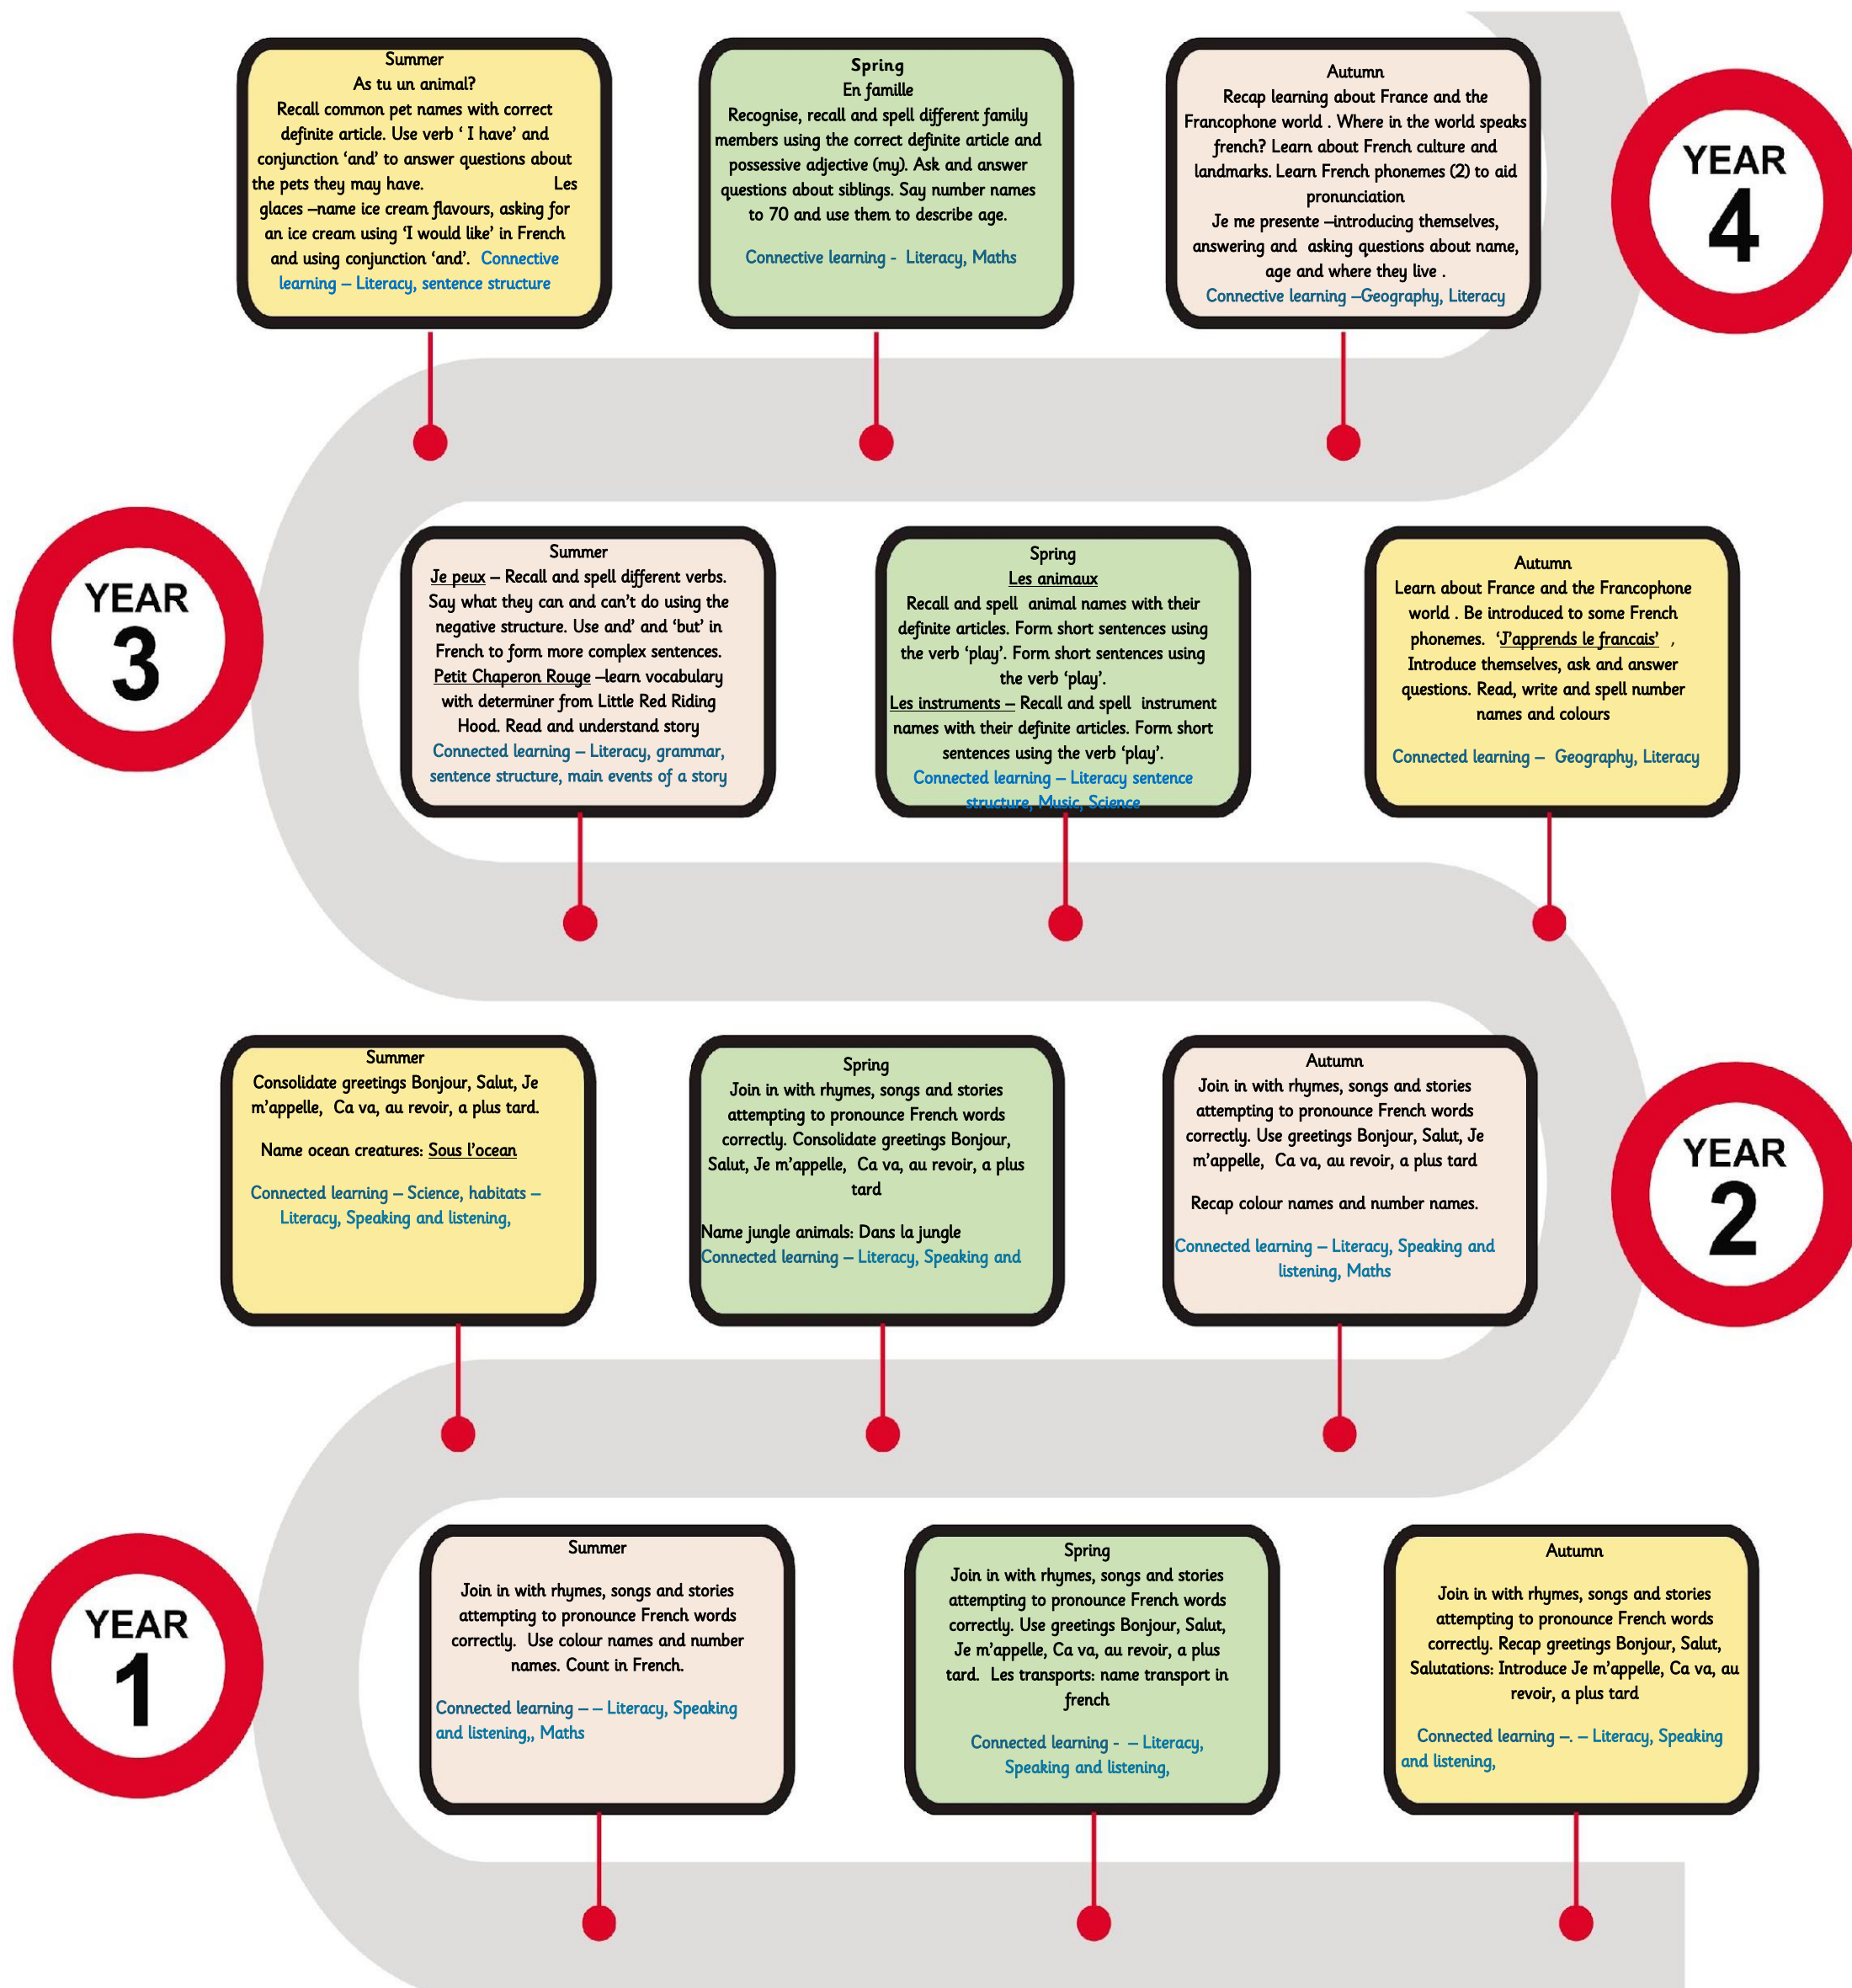 Summer
As tu un animal?
Recall common pet names with correct
definite article. Use verb ‘ I have’ and
conjunction ‘and’ to answer questions about
the pets they may have. Les
glaces –name ice cream flavours, asking for
an ice cream using ‘I would like’ in French
and using conjunction ‘and’. Connective
learning – Literacy, sentence structure
Spring
En famille
Recognise, recall and spell different family
members using the correct definite article and
possessive adjective (my). Ask and answer
questions about siblings. Say number names
to 70 and use them to describe age.
Connective learning - Literacy, Maths
Autumn
Recap learning about France and the
Francophone world . Where in the world speaks
french? Learn about French culture and
landmarks. Learn French phonemes (2) to aid
pronunciation
Je me presente –introducing themselves,
answering and asking questions about name,
age and where they live .
Connective learning –Geography, Literacy
YEAR
4
YEAR
3
Summer
Je peux – Recall and spell different verbs.
Say what they can and can’t do using the
negative structure. Use and’ and ‘but’ in
French to form more complex sentences.
Petit Chaperon Rouge –learn vocabulary
with determiner from Little Red Riding
Hood. Read and understand story
Connected learning – Literacy, grammar,
sentence structure, main events of a story
Spring
Les animaux
Recall and spell animal names with their
definite articles. Form short sentences using
the verb ‘play’. Form short sentences using
the verb ‘play’.
Les instruments – Recall and spell instrument
names with their definite articles. Form short
sentences using the verb ‘play’.
Connected learning – Literacy sentence
structure, Music, Science
Autumn
Learn about France and the Francophone
world . Be introduced to some French
phonemes. ‘J’apprends le francais’ ,
Introduce themselves, ask and answer
questions. Read, write and spell number
names and colours
Connected learning – Geography, Literacy
Summer
Consolidate greetings Bonjour, Salut, Je
m’appelle, Ca va, au revoir, a plus tard.
Name ocean creatures: Sous l’ocean
Connected learning – Science, habitats –
Literacy, Speaking and listening,
Spring
Join in with rhymes, songs and stories
attempting to pronounce French words
correctly. Consolidate greetings Bonjour,
Salut, Je m’appelle, Ca va, au revoir, a plus
tard
Name jungle animals: Dans la jungle
Connected learning – Literacy, Speaking and
Autumn
Join in with rhymes, songs and stories
attempting to pronounce French words
correctly. Use greetings Bonjour, Salut, Je
m’appelle, Ca va, au revoir, a plus tard
Recap colour names and number names.
Connected learning – Literacy, Speaking and
listening, Maths
YEAR
2
YEAR
1
Summer
Join in with rhymes, songs and stories
attempting to pronounce French words
correctly. Use colour names and number
names. Count in French.
Connected learning – – Literacy, Speaking
and listening,, Maths
Spring
Join in with rhymes, songs and stories
attempting to pronounce French words
correctly. Use greetings Bonjour, Salut,
Je m’appelle, Ca va, au revoir, a plus
tard. Les transports: name transport in
french
Connected learning - – Literacy,
Speaking and listening,
Autumn
Join in with rhymes, songs and stories
attempting to pronounce French words
correctly. Recap greetings Bonjour, Salut,
Salutations: Introduce Je m’appelle, Ca va, au
revoir, a plus tard
Connected learning –. – Literacy, Speaking
and listening,